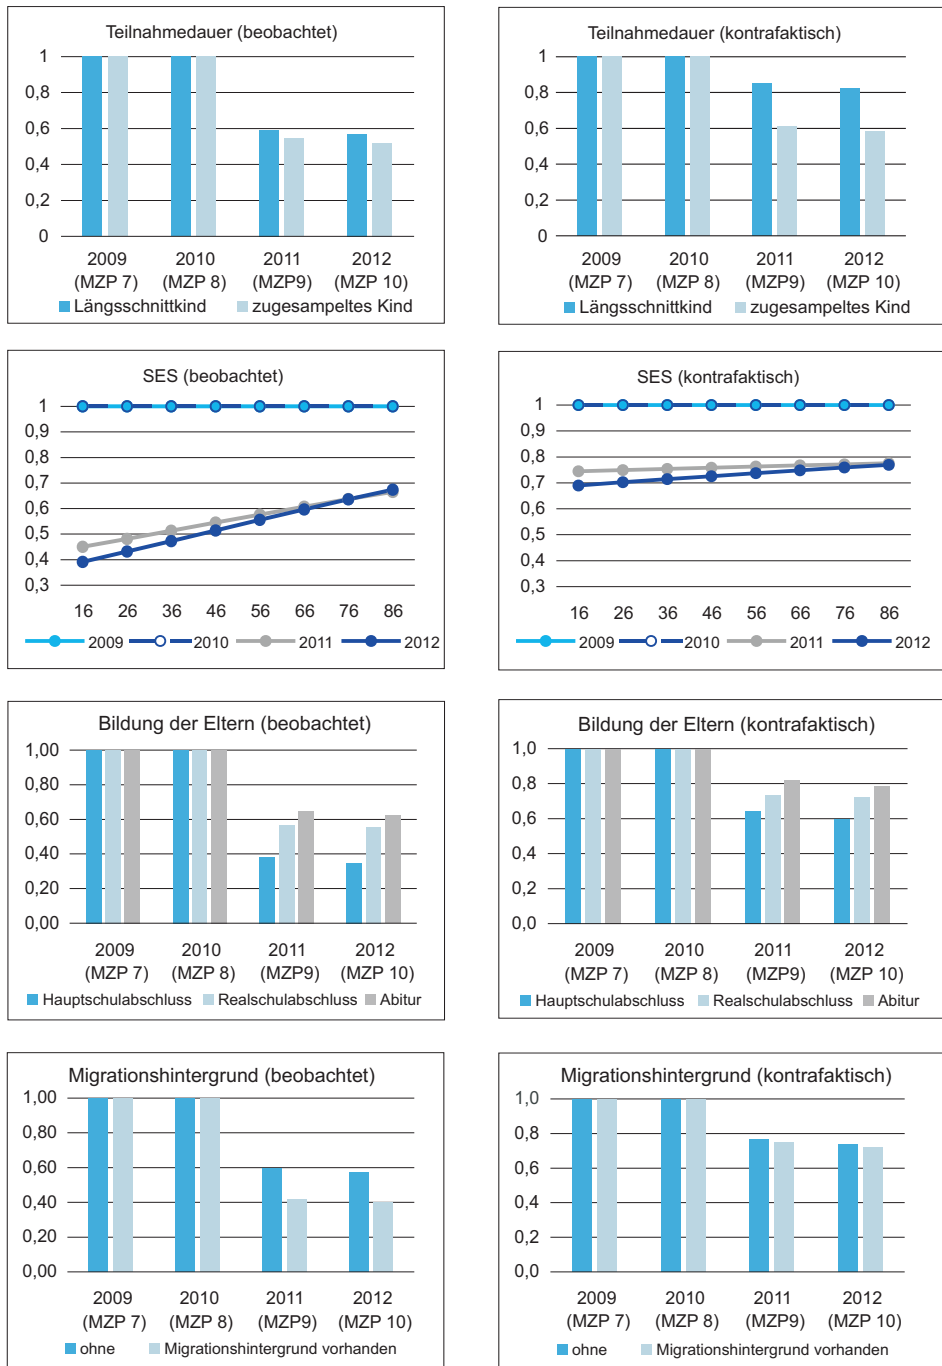 Teilnahmedauer (beobachtet)
1
0,8
0,6
0,4
0,2
0
2009 2010 2011 2012
(MZP 7) (MZP 8) (MZP9) (MZP 10)
Längsschnittkind zugesampeltes Kind
Teilnahmedauer (kontrafaktisch)
1
0,8
0,6
0,4
0,2
0
2009 2010 2011 2012
(MZP 7) (MZP 8) (MZP9) (MZP 10)
Längsschnittkind zugesampeltes Kind
SES (beobachtet)
1
0,9
0,8
0,7
0,6
0,5
0,4
0,3
16 26 36 46 56 66 76 86
2009 2010 2011 2012
SES (kontrafaktisch)
1
0,9
0,8
0,7
0,6
0,5
0,4
0,3
16 26 36 46 56 66 76 86
2009 2010 2011 2012
Bildung der Eltern (beobachtet)
1,00
0,80
0,60
0,40
0,20
0,00
2009 2010 2011 2012
(MZP 7) (MZP 8) (MZP9) (MZP 10)
Hauptschulabschluss Realschulabschluss Abitur
Bildung der Eltern (kontrafaktisch)
1,0
0,8
0,6
0,4
0,2
0,0
2009 2010 2011 2012
(MZP 7) (MZP 8) (MZP9) (MZP 10)
Hauptschulabschluss Realschulabschluss Abitur
Migrationshintergrund (beobachtet)
1,00
0,80
0,60
0,40
0,20
0,00
2009 2010 2011 2012
(MZP 7) (MZP 8) (MZP9) (MZP 10)
ohne Migrationshintergrund vorhanden
Migrationshintergrund (kontrafaktisch)
1,0
0,8
0,6
0,4
0,2
0,0
2009 2010 2011 2012
(MZP 7) (MZP 8) (MZP9) (MZP 10)
ohne Migrationshintergrund vorhanden